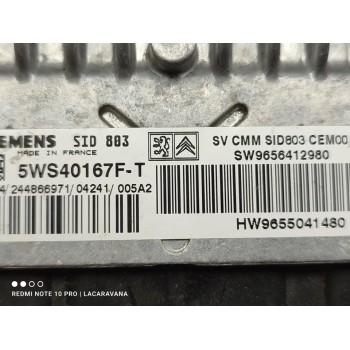 SIEMENS SID 803
MADE IN FRANCE
5WS40167F-T
4/244866971/04241/005A2
SV CMM SID803 CEM00
SW9656412980
HW9655041480
REDMI NOTE 10 PRO | LACARAVANA